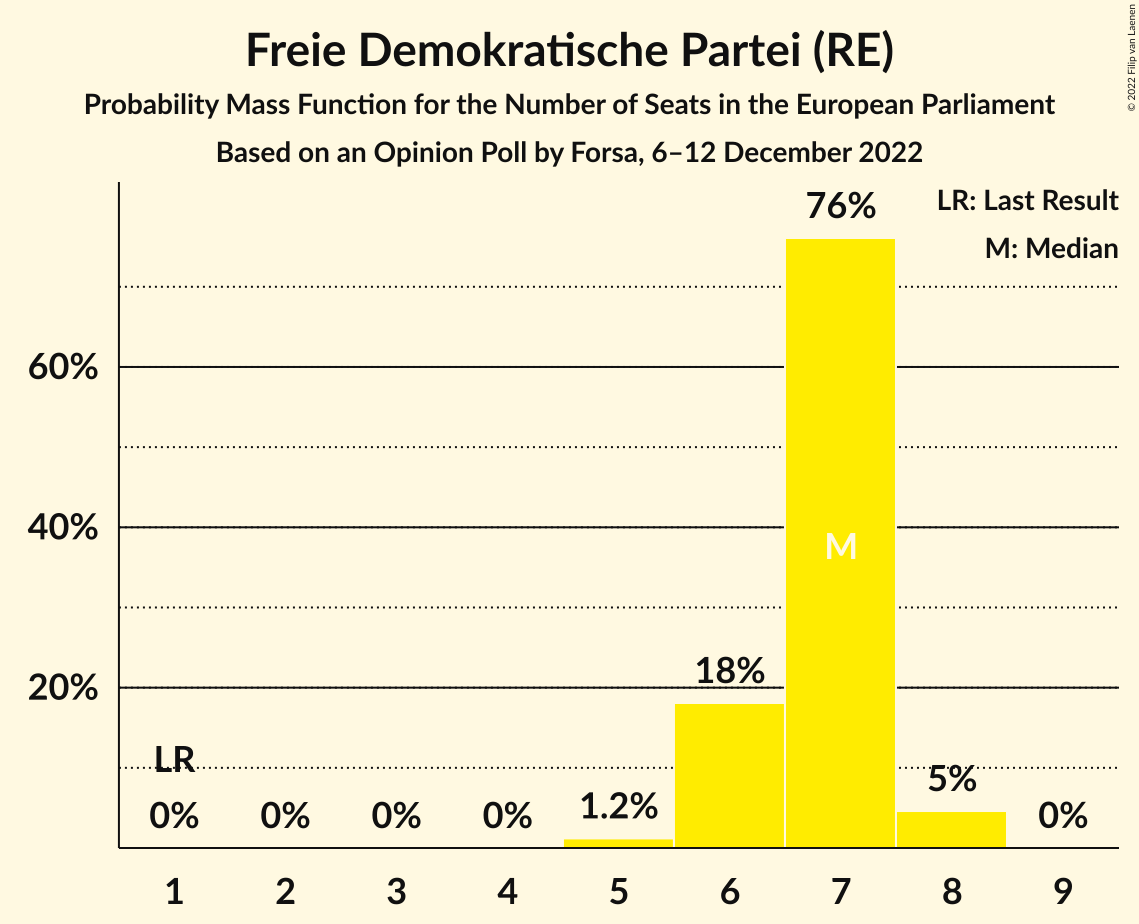 Freie Demokratische Partei (RE)
Probability Mass Function for the Number of Seats in the European Parliament
Based on an Opinion Poll by Forsa, 6–12 December 2022
© 2022 Filip van Laenen
LR: Last Result
M: Median
76%
60%
40%
M
18%
20%
LR
0%
0%
0%
0%
1.2%
5%
0%
1 2 3 4 5 6 7 8 9